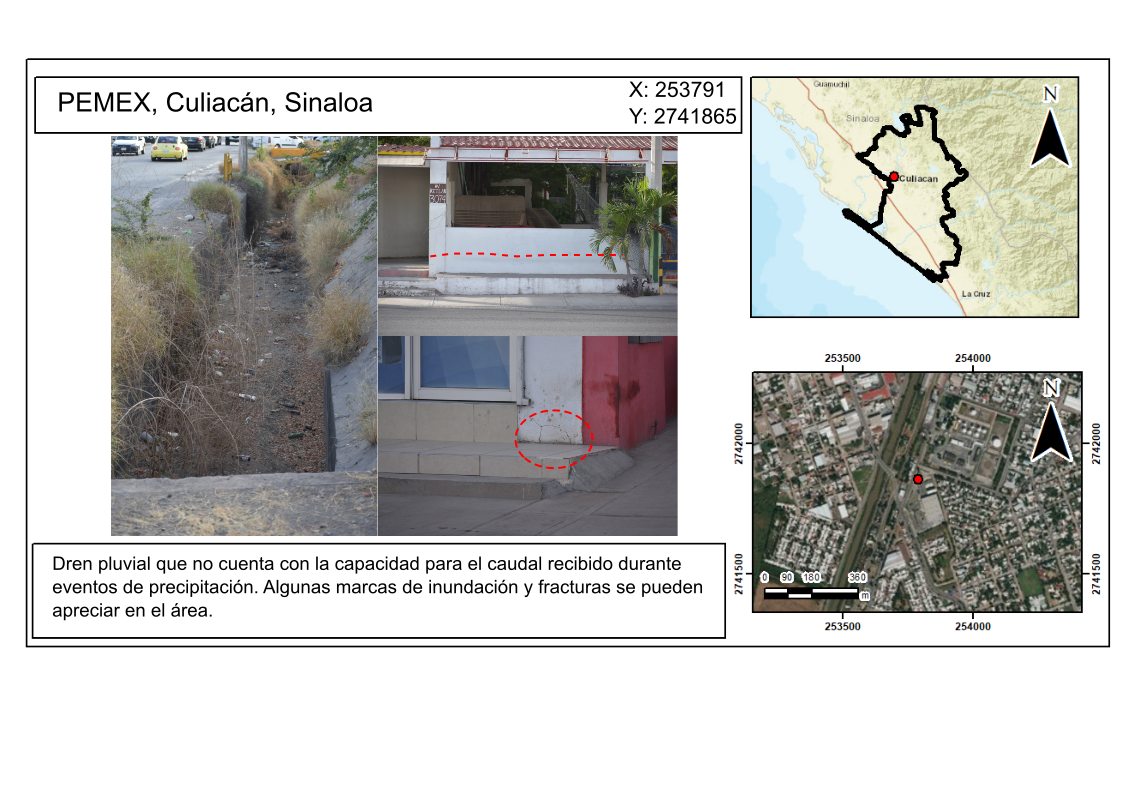 PEMEX, Culiacán, Sinaloa
X: 253791
Y: 2741865
3074
Dren pluvial que no cuenta con la capacidad para el caudal recibido durante
eventos de precipitación. Algunas marcas de inundación y fracturas se pueden
apreciar en el área.
Guamuchil
Sinaloa
N
Culiacan
La Cruz
253500 254000
N
2742000 2742000
2741500 2741500
0 90 180 360
m
253500 254000